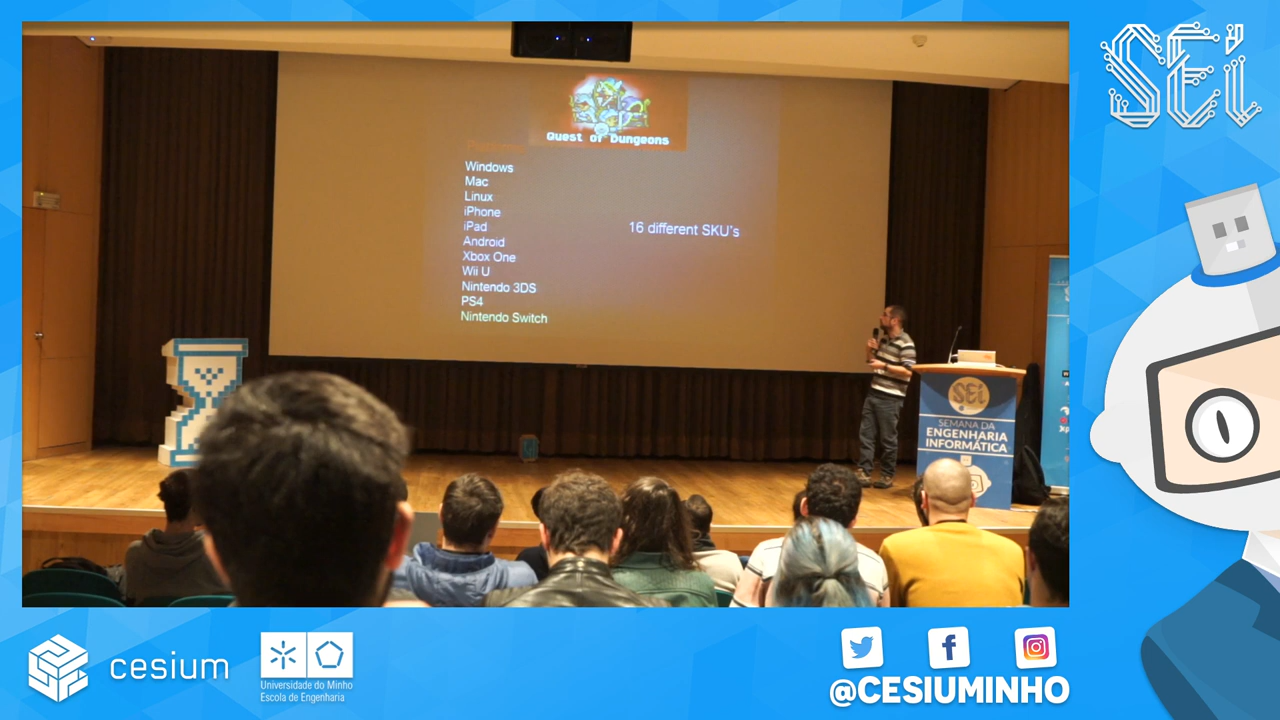 SEi
Quest of Dungeons
Platforms
Windows
Mac
Linux
iPhone
iPad
Android
Xbox One
Wii U
Nintendo 3DS
PS4
Nintendo Switch
16 different SKU's
SEi
SEMANA DA
ENGENHARIA
INFORMÁTICA
cesium
Universidade do Minho
Escola de Engenharia
@CESIUMINHO